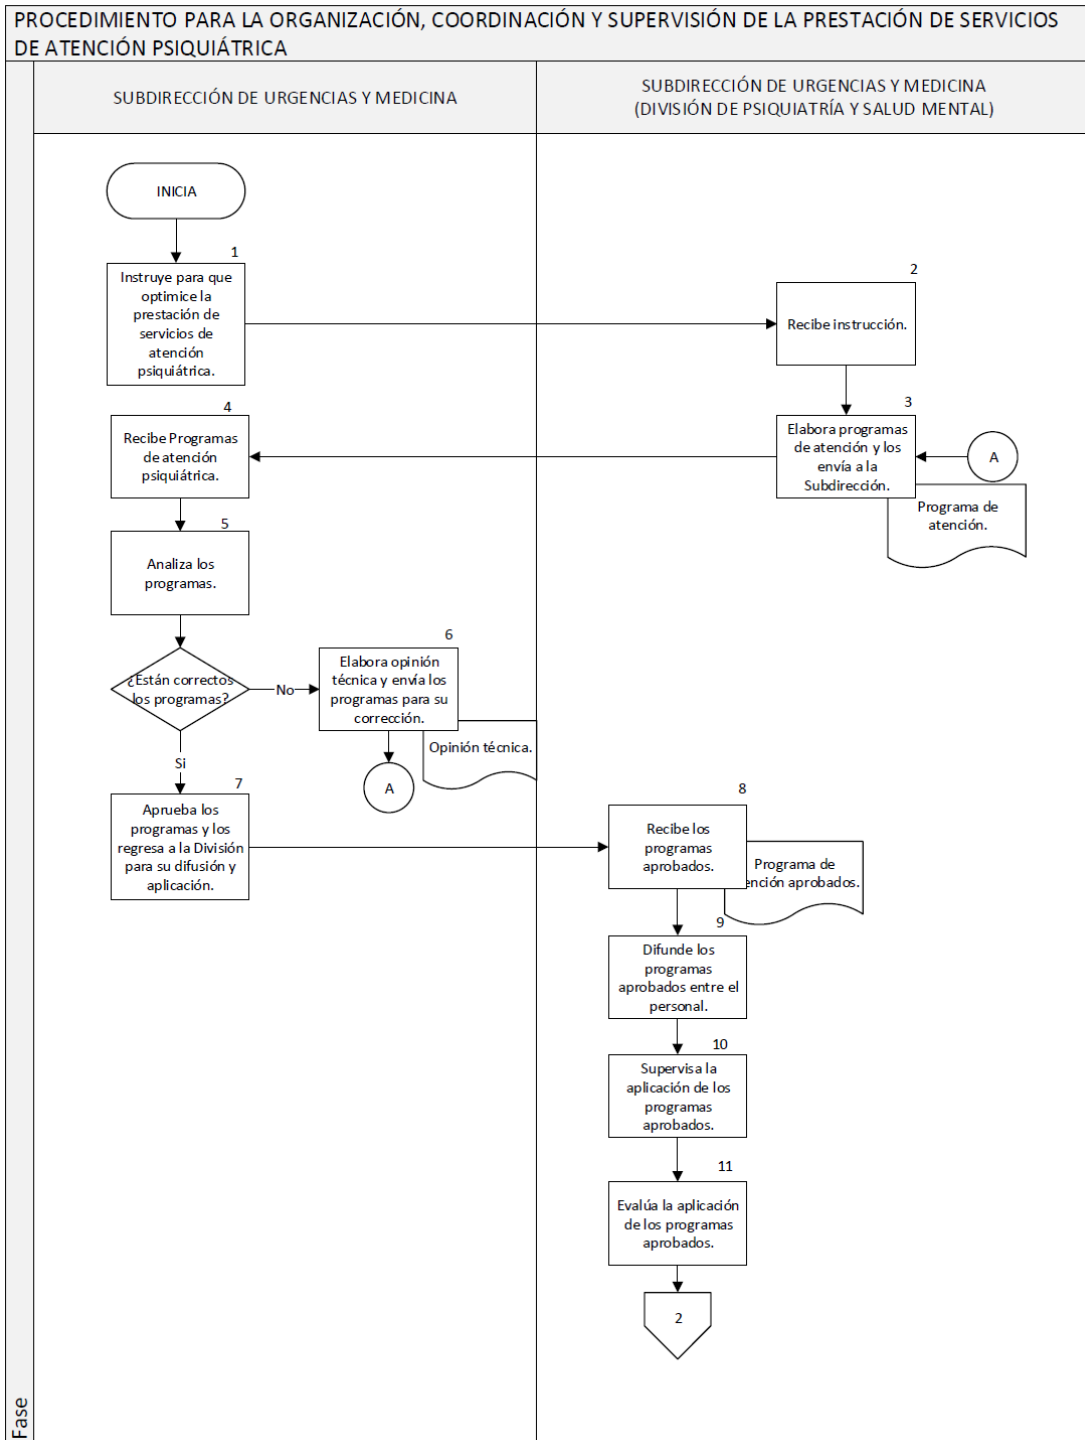 PROCEDIMIENTO PARA LA ORGANIZACIÓN, COORDINACIÓN Y SUPERVISIÓN DE LA PRESTACIÓN DE SERVICIOS
DE ATENCIÓN PSIQUIÁTRICA
SUBDIRECCIÓN DE URGENCIAS Y MEDICINA
SUBDIRECCIÓN DE URGENCIAS Y MEDICINA
(DIVISIÓN DE PSIQUIATRÍA Y SALUD MENTAL)
INICIA
1
Instruye para que
optimice la
prestación de
servicios de
atención
psiquiátrica.
2
Recibe instrucción.
3
Elabora programas
de atención y los
envía a la
Subdirección.
A
Programa de
atención.
4
Recibe Programas
de atención
psiquiátrica.
5
Analiza los
programas.
¿Están correctos
los programas?
No
Si
6
Elabora opinión
técnica y envía los
programas para su
corrección.
Opinión técnica.
A
7
Aprueba los
programas y los
regresa a la División
para su difusión y
aplicación.
8
Recibe los
programas
aprobados.
Programa de
ención aprobados.
9
Difunde los
programas
aprobados entre el
personal.
10
Supervisa la
aplicación de los
programas
aprobados.
11
Evalúa la aplicación
de los programas
aprobados.
2
Fase